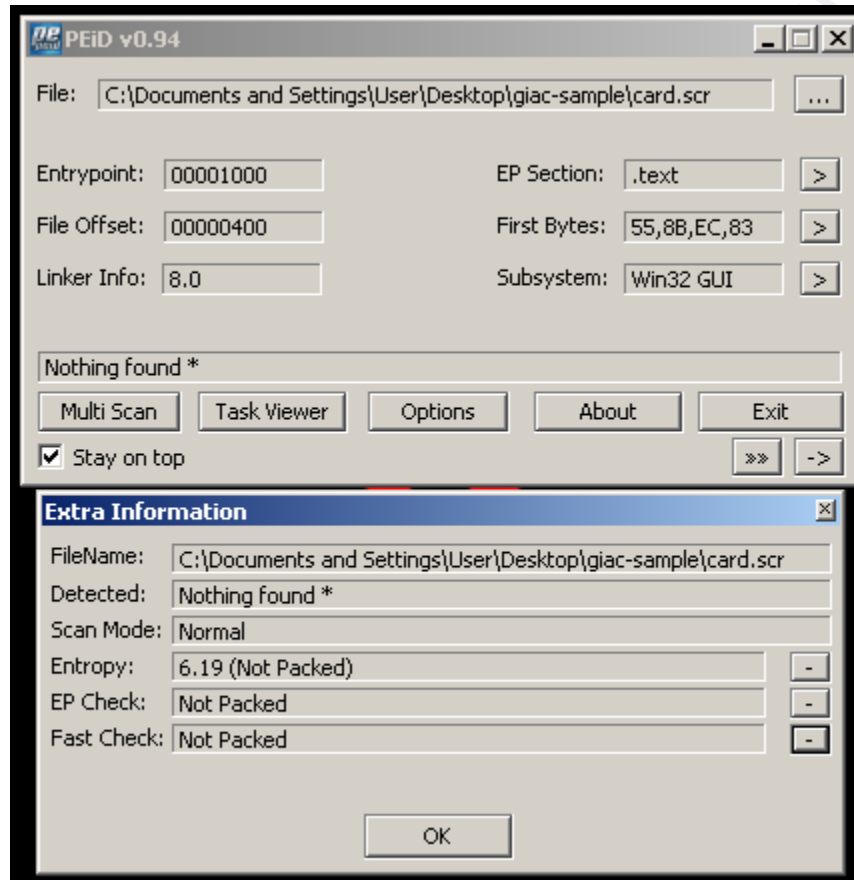 PEiD v0.94
File: C:\Documents and Settings\User\Desktop\giac-sample\card.scr ...
Entrypoint: 00001000 EP Section: .text >
File Offset: 00000400 First Bytes: 55,8B,EC,83 >
Linker Info: 8.0 Subsystem: Win32 GUI >
Nothing found *
Multi Scan Task Viewer Options About Exit
Stay on top »» ->
Extra Information
FileName: C:\Documents and Settings\User\Desktop\giac-sample\card.scr
Detected: Nothing found *
Scan Mode: Normal
Entropy: 6.19 (Not Packed) -
EP Check: Not Packed -
Fast Check: Not Packed -
OK